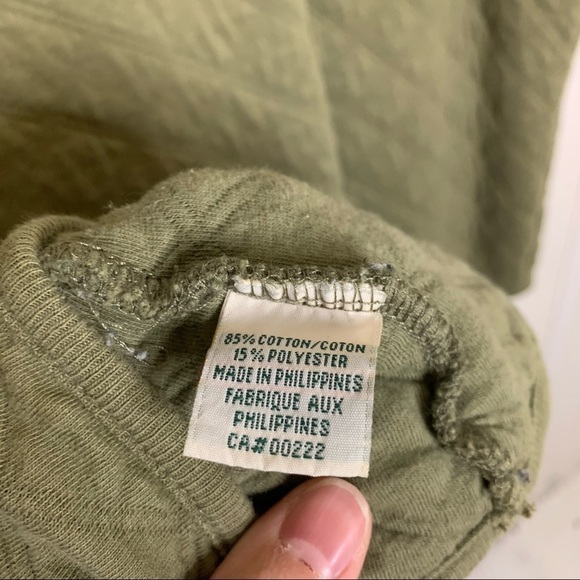 85% COTTON/COTON
15% POLYESTER
MADE IN PHILIPPINES
FABRIQUE AUX
PHILIPPINES
CA#00222